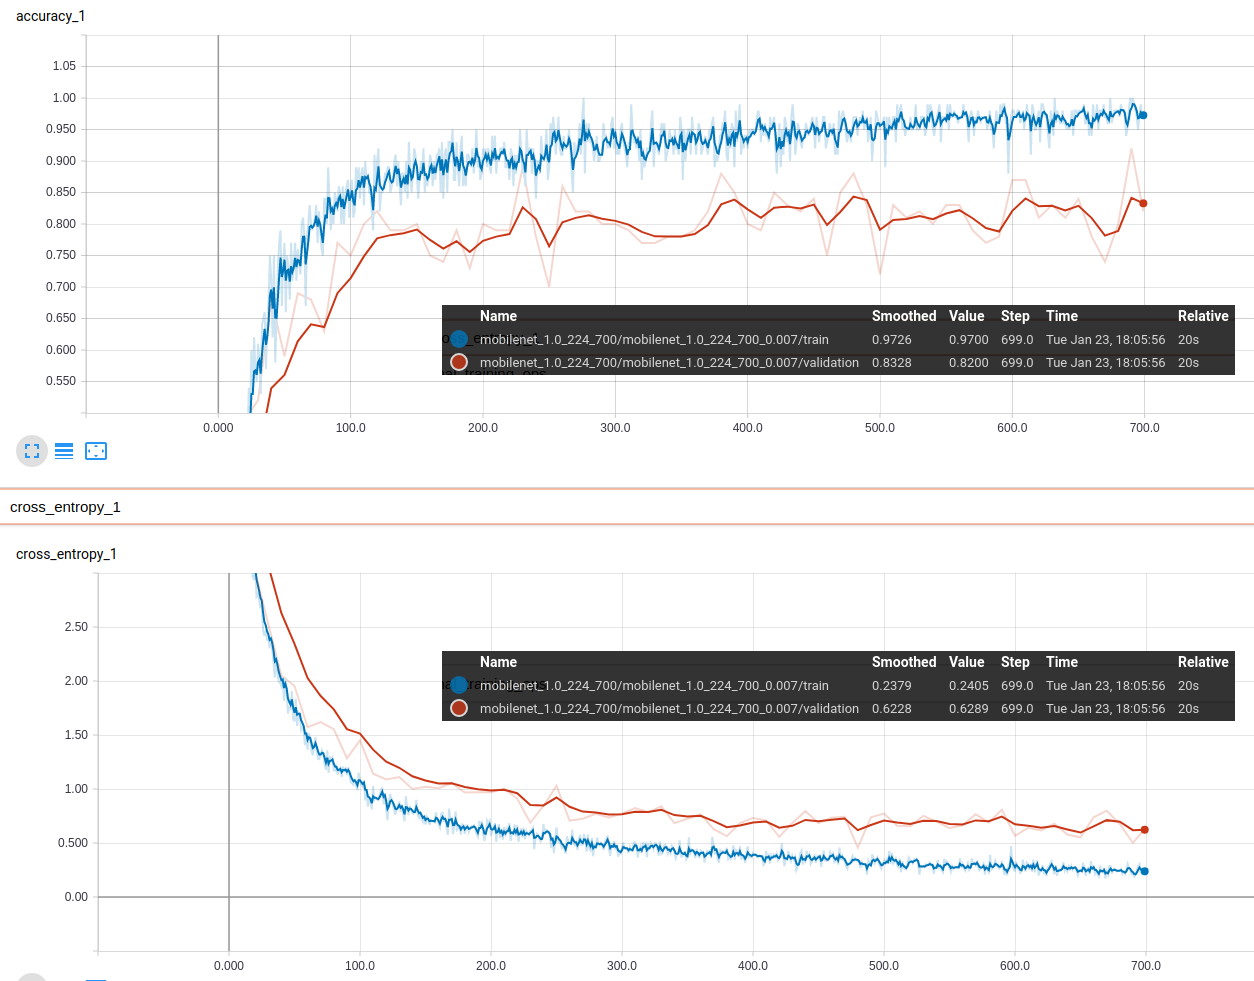 accuracy_1
1.05
1.00
0.950
0.900
0.850
0.800
0.750
0.700
0.650
0.600
0.550
Name Smoothed Value Step Time Relative
mobilenet_1.0_224_700/mobilenet_1.0_224_700_0.007/train 0.9726 0.9700 699.0 Tue Jan 23, 18:05:56 20s
mobilenet_1.0_224_700/mobilenet_1.0_224_700_0.007/validation 0.8328 0.8200 699.0 Tue Jan 23, 18:05:56 20s
0.000 100.0 200.0 300.0 400.0 500.0 600.0 700.0
cross_entropy_1
cross_entropy_1
2.50
2.00
1.50
1.00
0.500
0.00
Name Smoothed Value Step Time Relative
mobilenet_1.0_224_700/mobilenet_1.0_224_700_0.007/train 0.2379 0.2405 699.0 Tue Jan 23, 18:05:56 20s
mobilenet_1.0_224_700/mobilenet_1.0_224_700_0.007/validation 0.6228 0.6289 699.0 Tue Jan 23, 18:05:56 20s
0.000 100.0 200.0 300.0 400.0 500.0 600.0 700.0